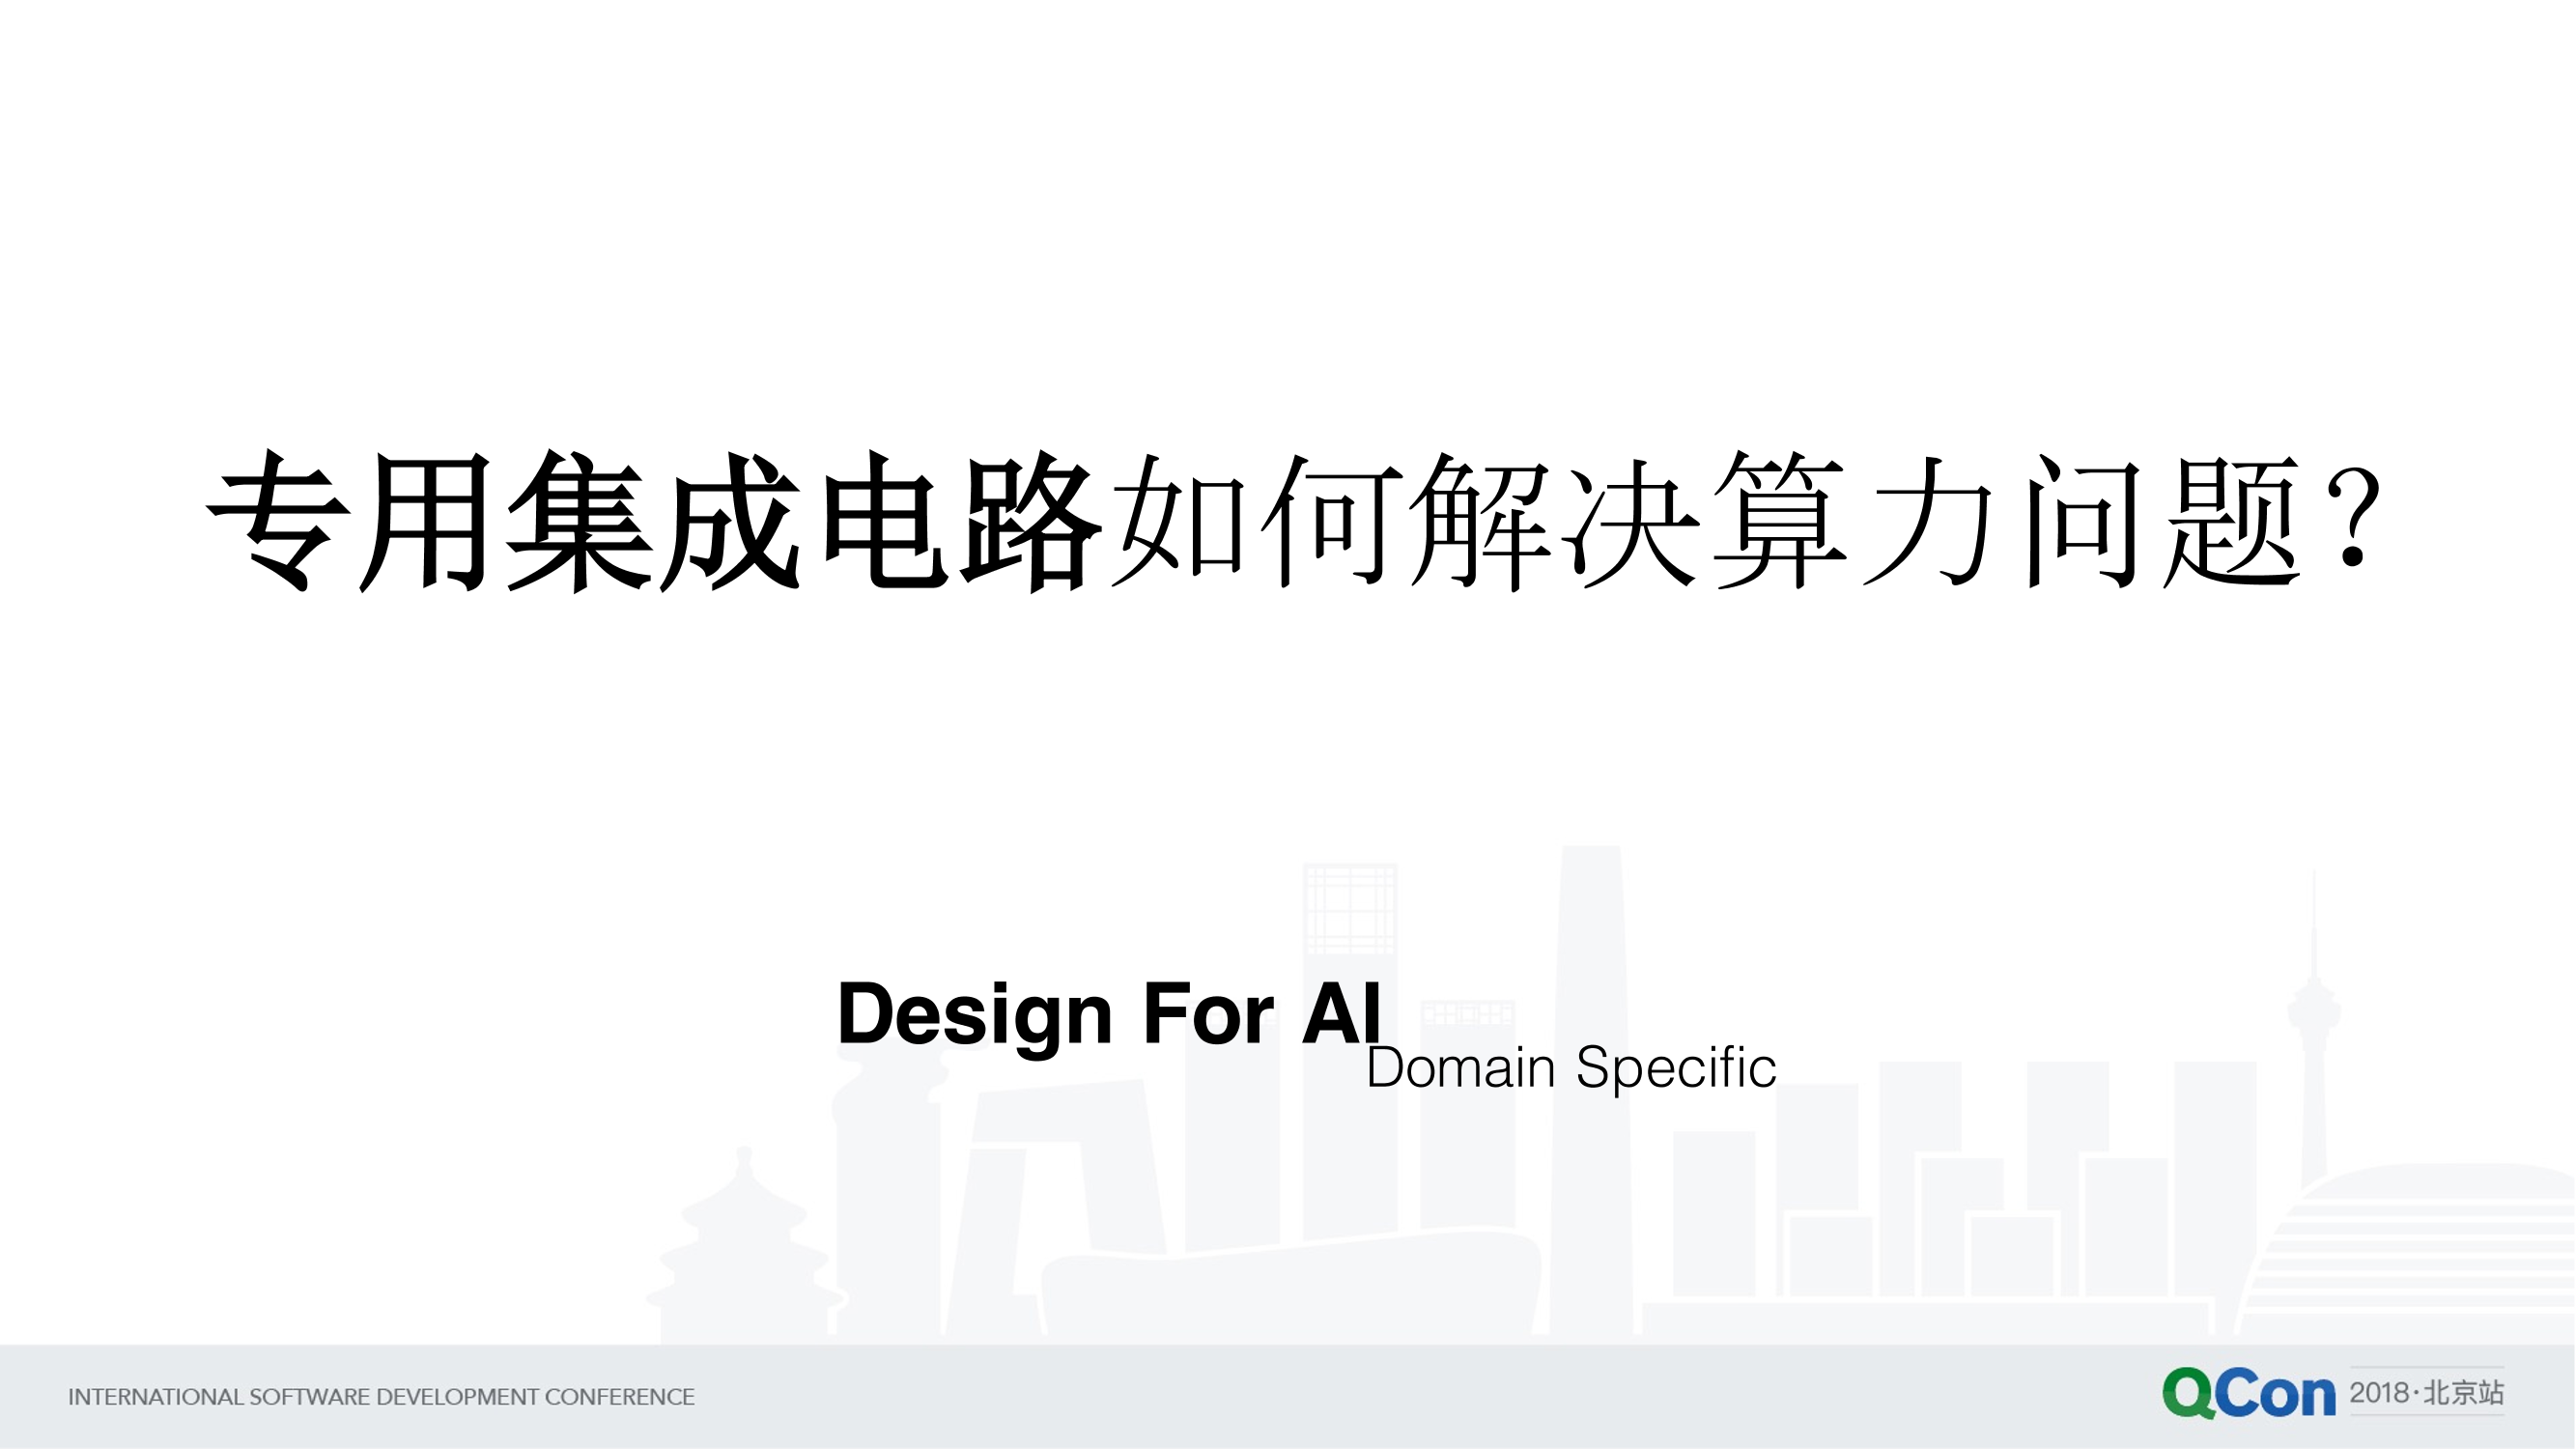 专用集成电路如何解决算力问题？
Design For AI
Domain Specific
INTERNATIONAL SOFTWARE DEVELOPMENT CONFERENCE
QCon 2018·北京站